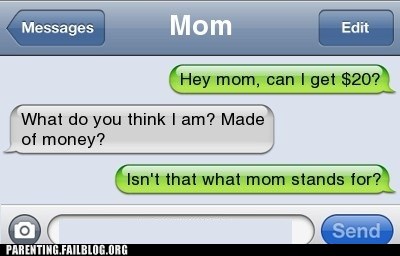 Messages
Mom
Edit
Hey mom, can I get $20?
What do you think I am? Made
of money?
Isn't that what mom stands for?
Send
PARENTING.FAILBLOG.ORG